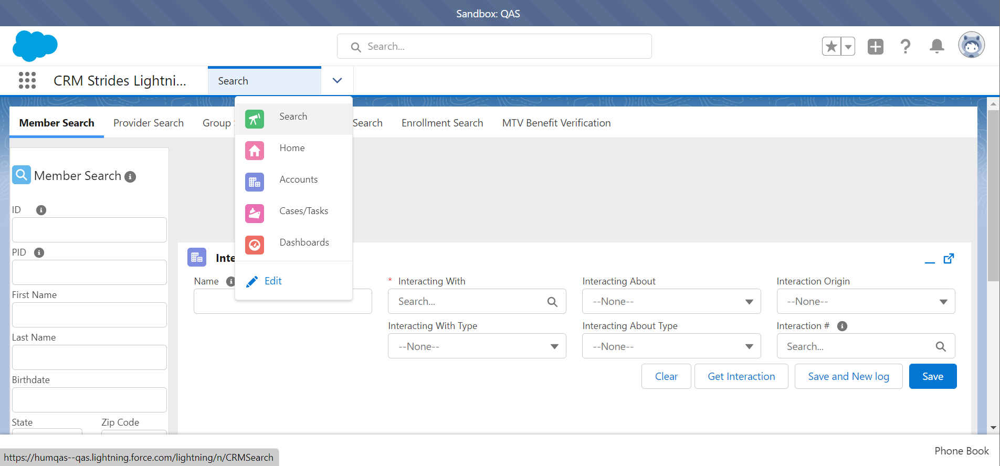 Sandbox: QAS
Search...
CRM Strides Lightni...
Search
Member Search
Provider Search
Group
Search
Enrollment Search
MTV Benefit Verification
Search
Home
Accounts
Cases/Tasks
Dashboards
Edit
Member Search
ID
PID
First Name
Last Name
Birthdate
State
Zip Code
Inte
Name
* Interacting With
Interacting About
Interaction Origin
Search...
--None--
--None--
Interacting With Type
Interacting About Type
Interaction #
--None--
--None--
Search...
Clear
Get Interaction
Save and New log
Save
Phone Book
https://humqas--qas.lightning.force.com/lightning/n/CRMSearch